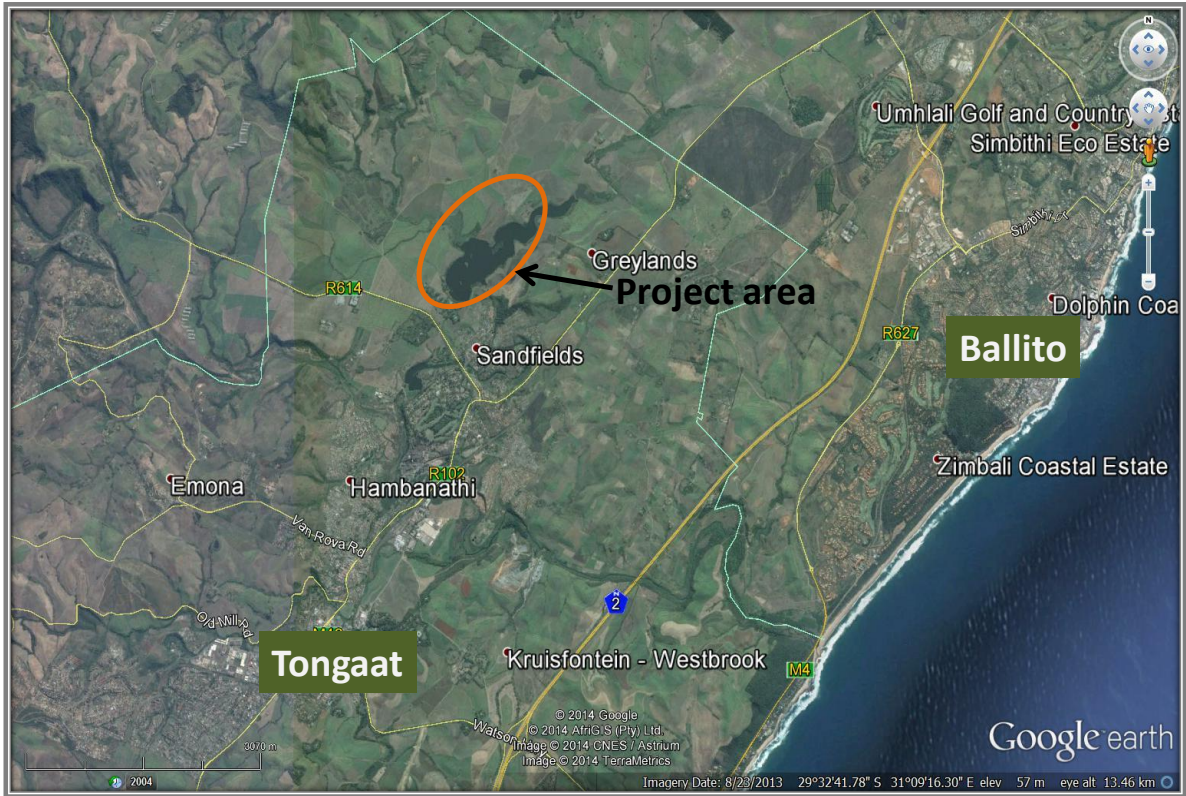 N
Umhlali Golf and Country
Simbithi Eco Estate
Simbithi Ct
Greylands
Project area
R614
Dolphin Coa
R627
Ballito
Sandfields
Zimbali Coastal Estate
R102
Emona
Hambanathi
Van Rova Rd
2
Old Mill Rd
Tongaat
Kruisfontein - Westbrook
M4
© 2014 Google
© 2014 AfriGIS (Pty) Ltd.
Image © 2014 CNES / Astrium
Image © 2014 TerraMetrics
Google earth
3070 m
2004
Imagery Date: 8/23/2013 29°32'41.78" S 31°09'16.30" E elev 57 m eye alt 13.46 km